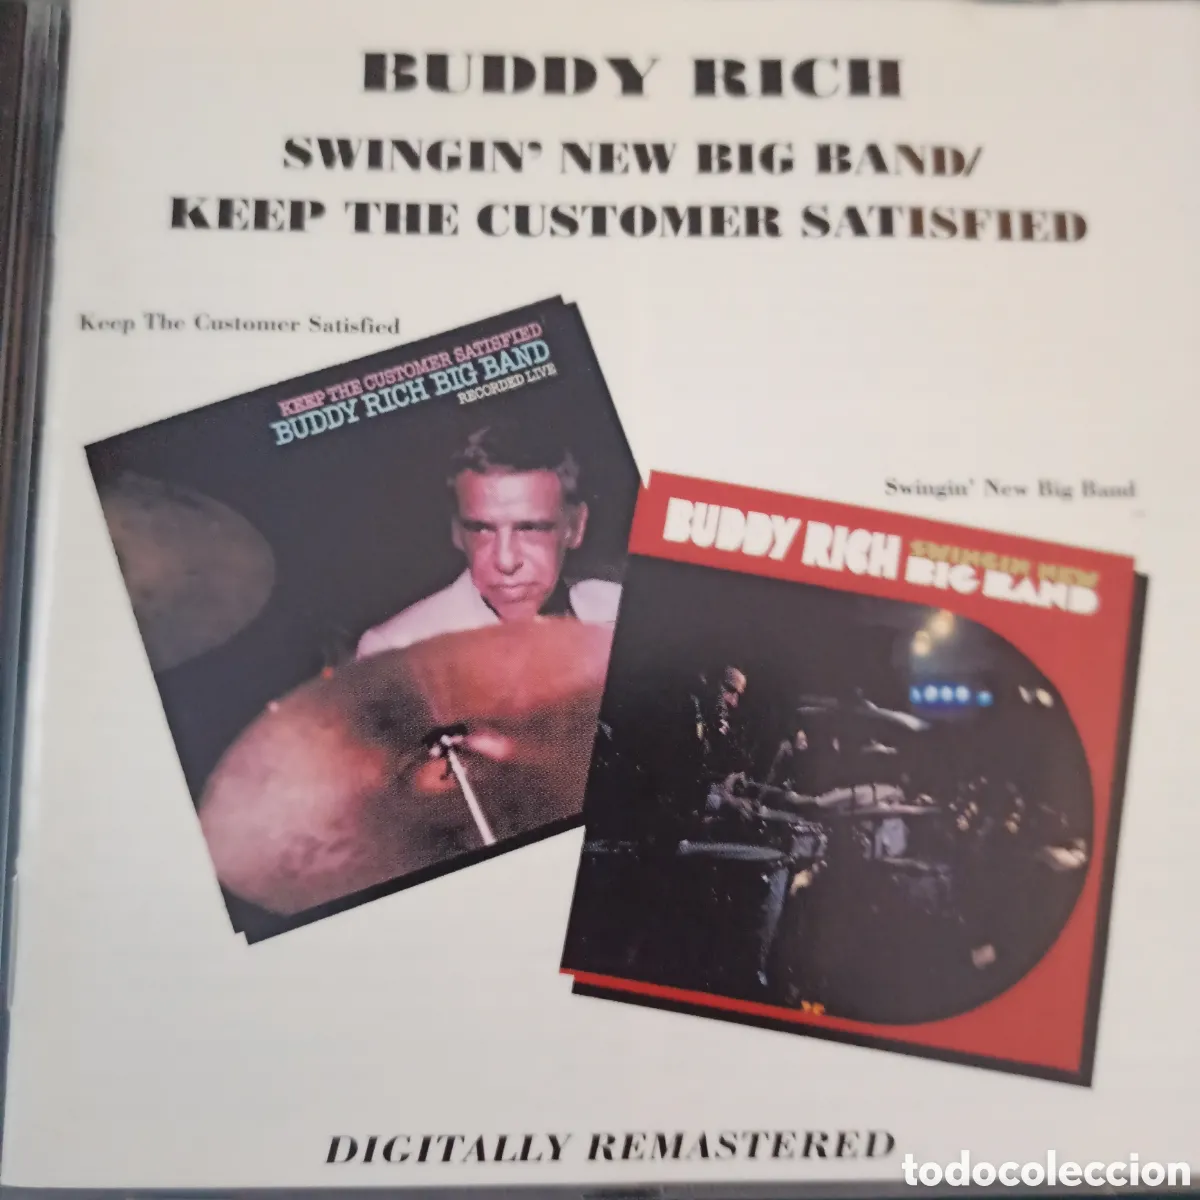 BUDDY RICH
SWINGIN' NEW BIG BAND/
KEEP THE CUSTOMER SATISFIED
Keep The Customer Satisfied
KEEP THE CUSTOMER SATISFIED
BUDDY RICH BIG BAND
RECORDED LIVE
Swingin' New Big Band
BUDDY RICH SWINGIN NEW
BIG BAND
DIGITALLY REMASTERED
todocoleccion